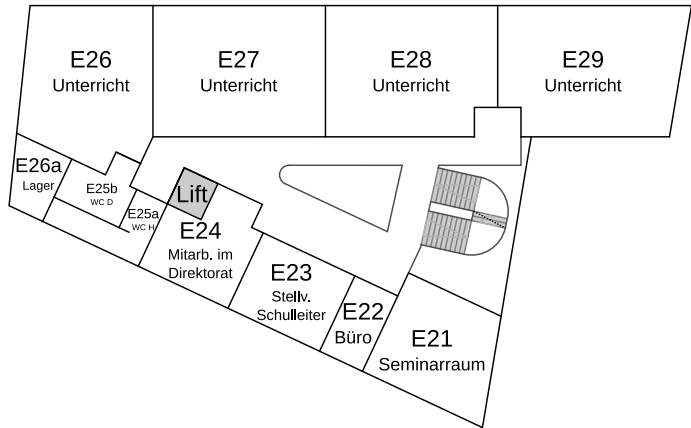 E26
Unterricht
E27
Unterricht
E28
Unterricht
E29
Unterricht
E26a
Lager
E25b
WC D
E25a
WC H
Lift
E24
Mitarb. im
Direktorat
E23
Stellv.
Schulleiter
E22
Büro
E21
Seminarraum